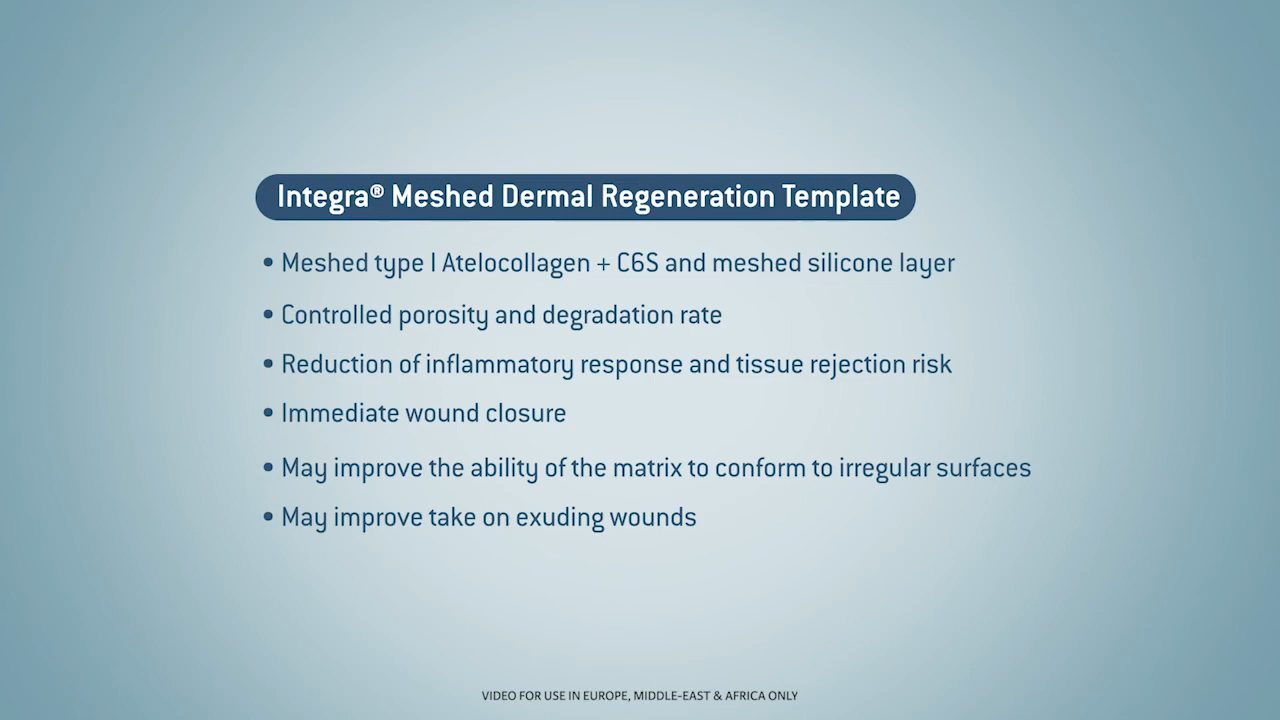 Integra® Meshed Dermal Regeneration Template
• Meshed type I Atelocollagen + C6S and meshed silicone layer
• Controlled porosity and degradation rate
• Reduction of inflammatory response and tissue rejection risk
• Immediate wound closure
• May improve the ability of the matrix to conform to irregular surfaces
• May improve take on exuding wounds
VIDEO FOR USE IN EUROPE, MIDDLE-EAST & AFRICA ONLY